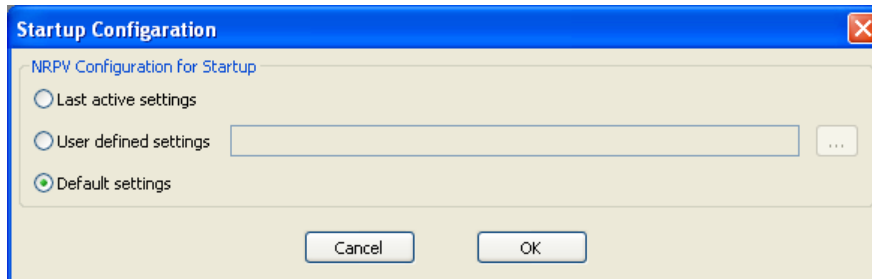 Startup Configaration
NRPV Configuration for Startup
Last active settings
User defined settings
...
Default settings
Cancel
OK